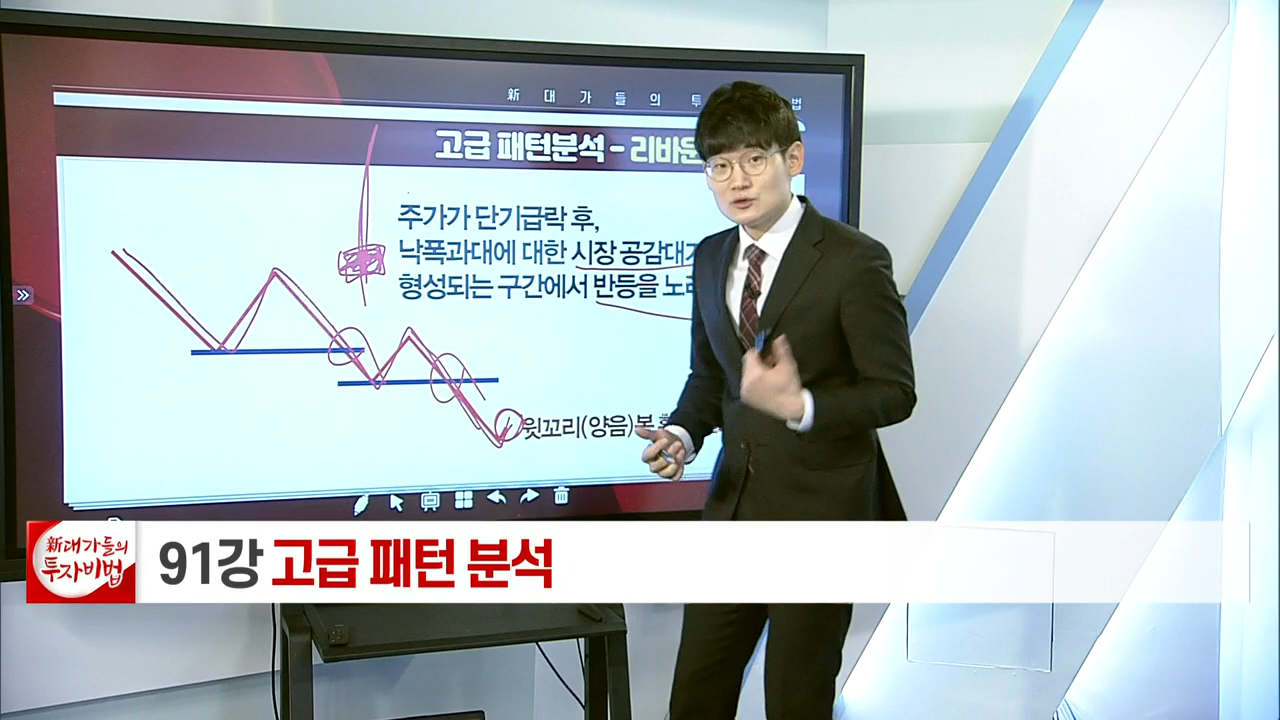 新 대 가 들 의 투 법
고급 패턴분석 - 리바운
주가가 단기급락 후,
낙폭과대에 대한 시장 공감대가
형성되는 구간에서 반등을 노
윗꼬리(양음)봉
新대가들의
투자비법
91강 고급 패턴 분석